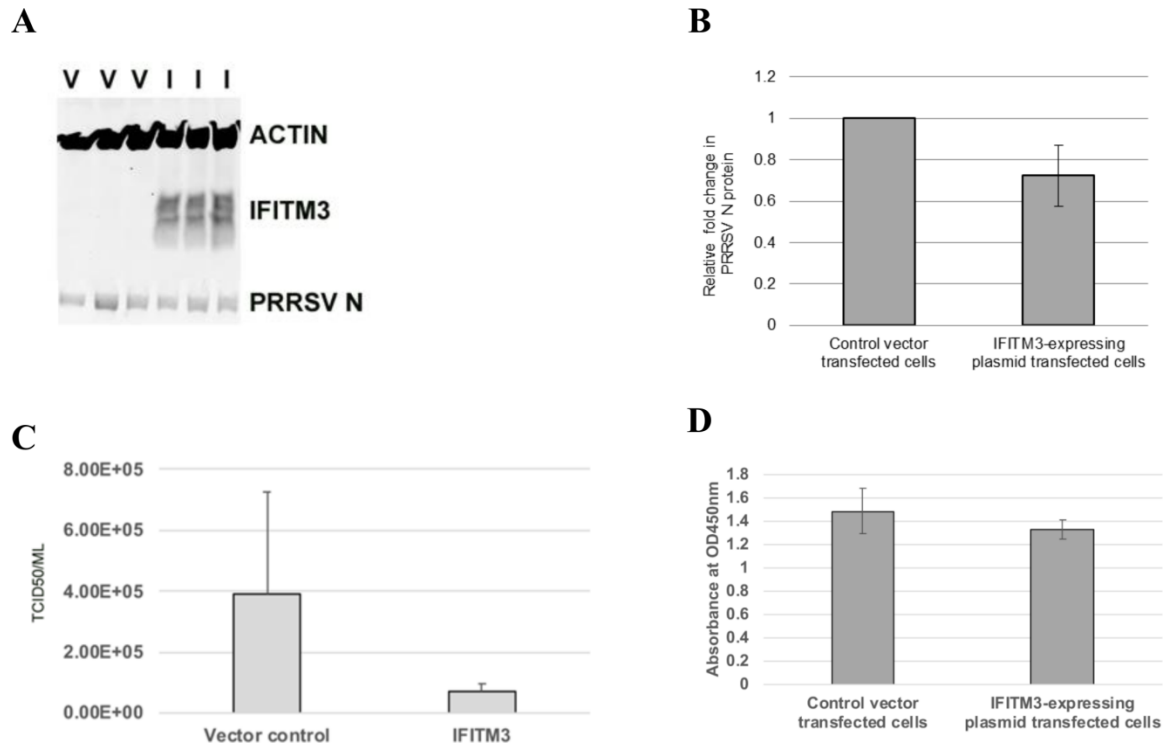 A
V V V I I I
ACTIN
IFITM3
PRRSV N
B
Relative fold change in
PRRSV N protein
1.2
1
0.8
0.6
0.4
0.2
0
Control vector
transfected cells
IFITM3-expressing
plasmid transfected cells
C
TCID50/ML
8.00E+05
6.00E+05
4.00E+05
2.00E+05
0.00E+00
Vector control
IFITM3
D
Absorbance at OD450nm
1.8
1.6
1.4
1.2
1
0.8
0.6
0.4
0.2
0
Control vector
transfected cells
IFITM3-expressing
plasmid transfected cells